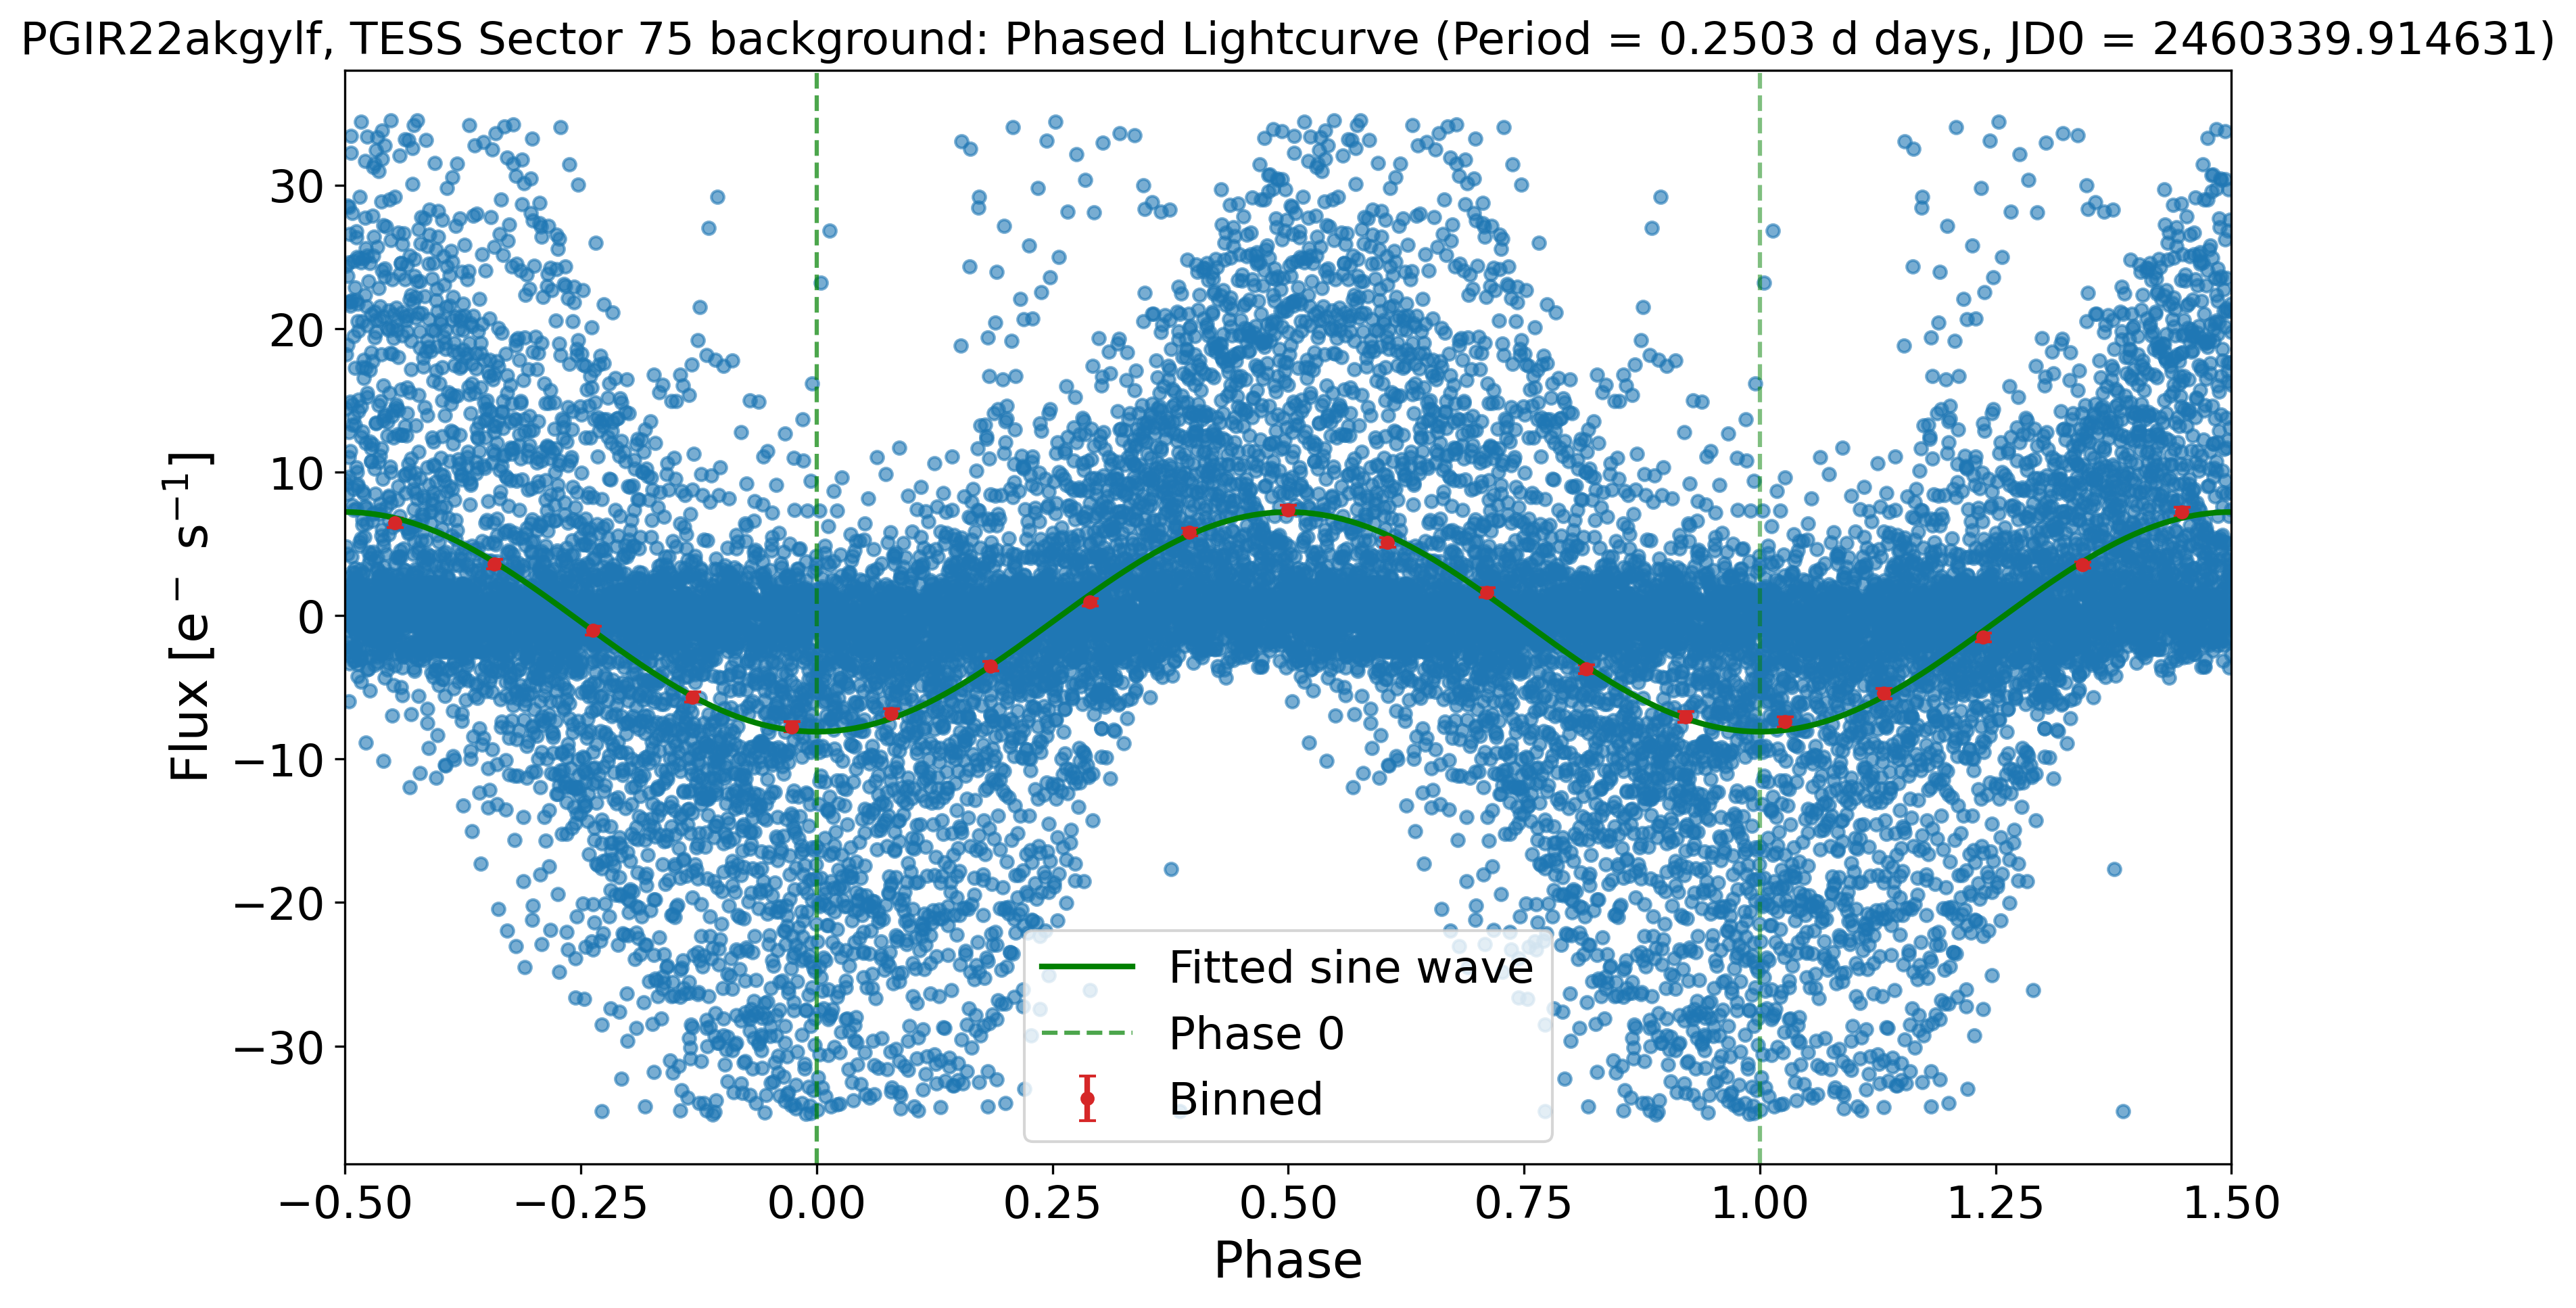 PGIR22akgylf, TESS Sector 75 background: Phased Lightcurve (Period = 0.2503 d days, JD0 = 2460339.914631)
Flux [e⁻ s⁻¹]
30
20
10
0
−10
−20
−30
Fitted sine wave
Phase 0
Binned
−0.50 −0.25 0.00 0.25 0.50 0.75 1.00 1.25 1.50
Phase